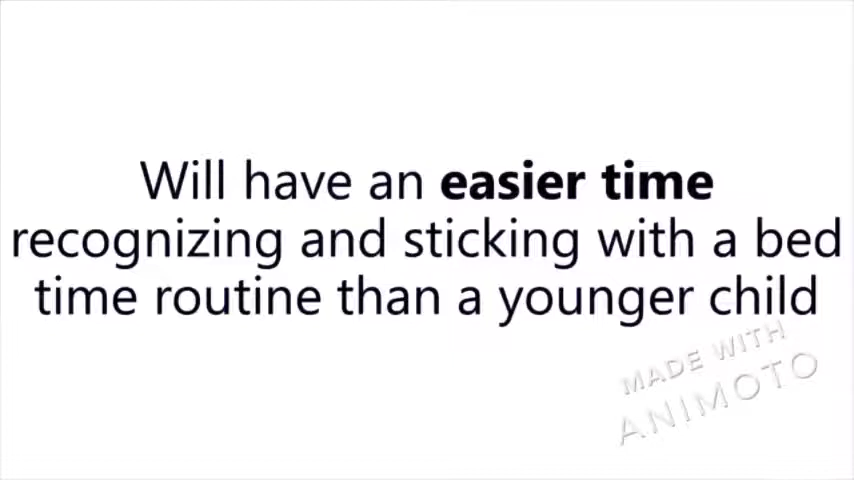 Will have an easier time
recognizing and sticking with a bed
time routine than a younger child
MADE WITH
ANIMOTO